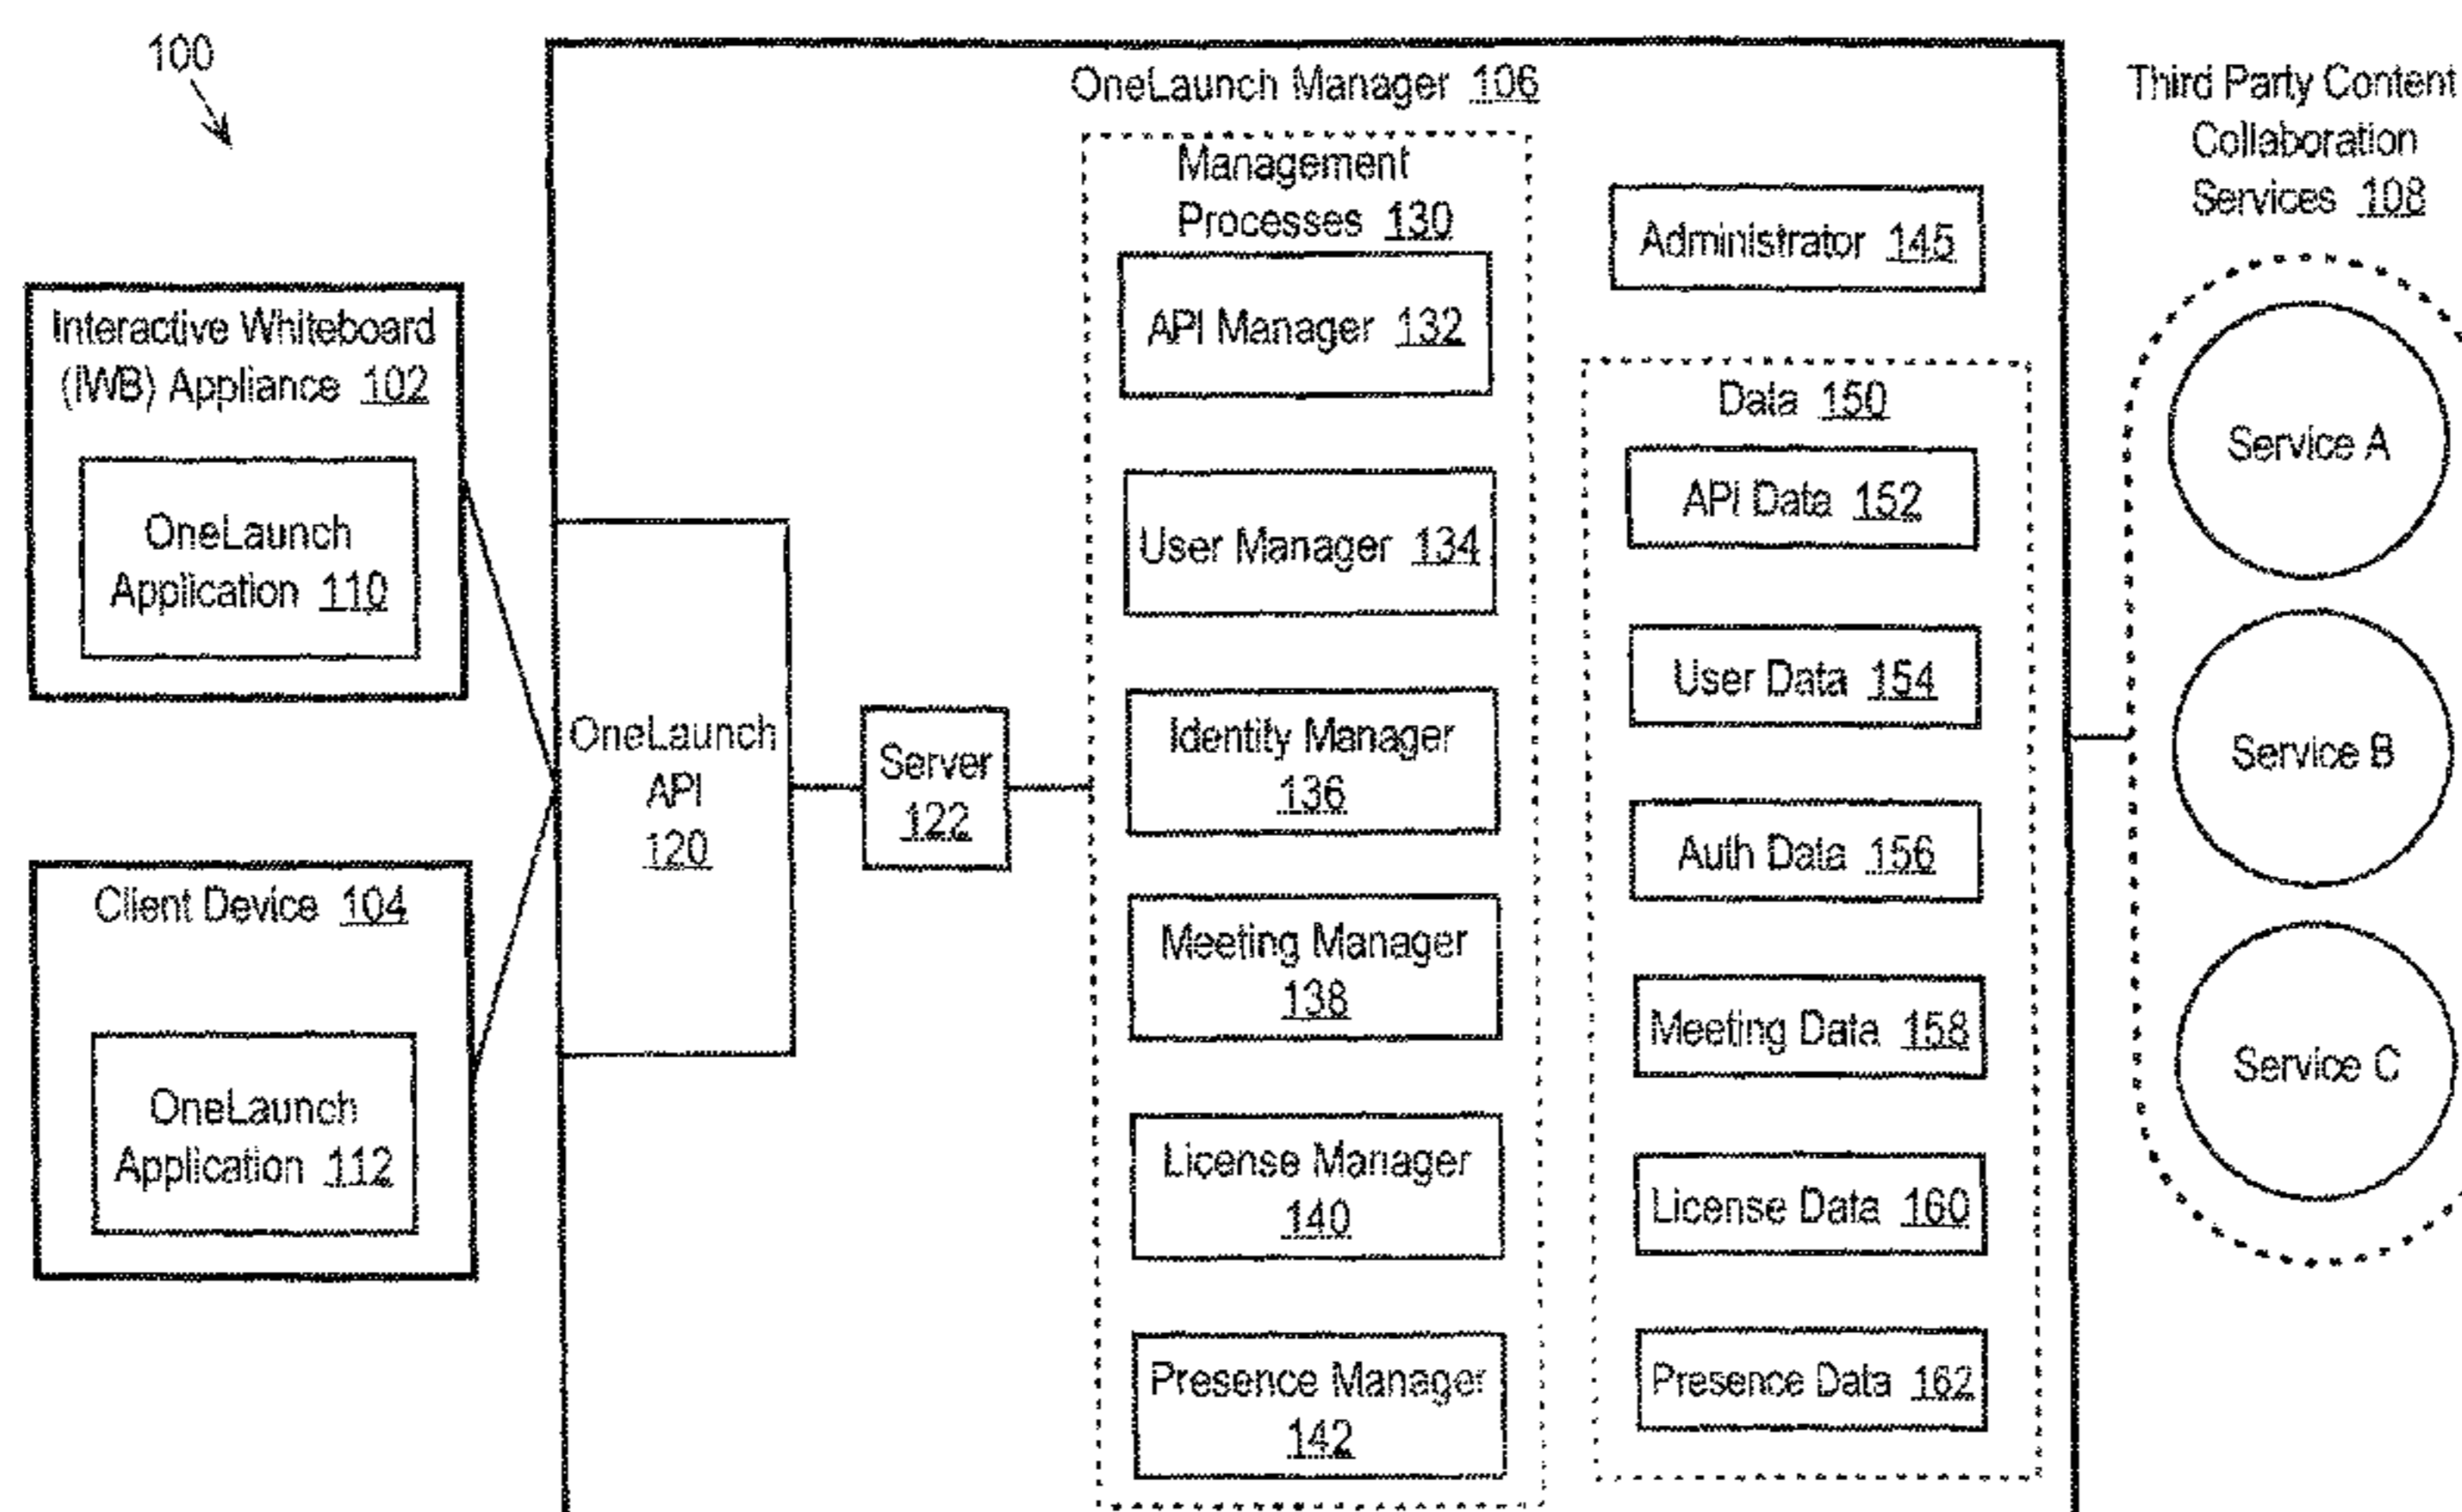 100
OneLaunch Manager 106
Third Party Content
Collaboration
Services 108
Management
Processes 130
Administrator 145
Interactive Whiteboard
(IWB) Appliance 102
OneLaunch
Application 110
Client Device 104
OneLaunch
Application 112
OneLaunch
API
120
Server
122
API Manager 132
User Manager 134
Identity Manager
136
Meeting Manager
138
License Manager
140
Presence Manager
142
Data 150
API Data 152
User Data 154
Auth Data 156
Meeting Data 158
License Data 160
Presence Data 162
Service A
Service B
Service C